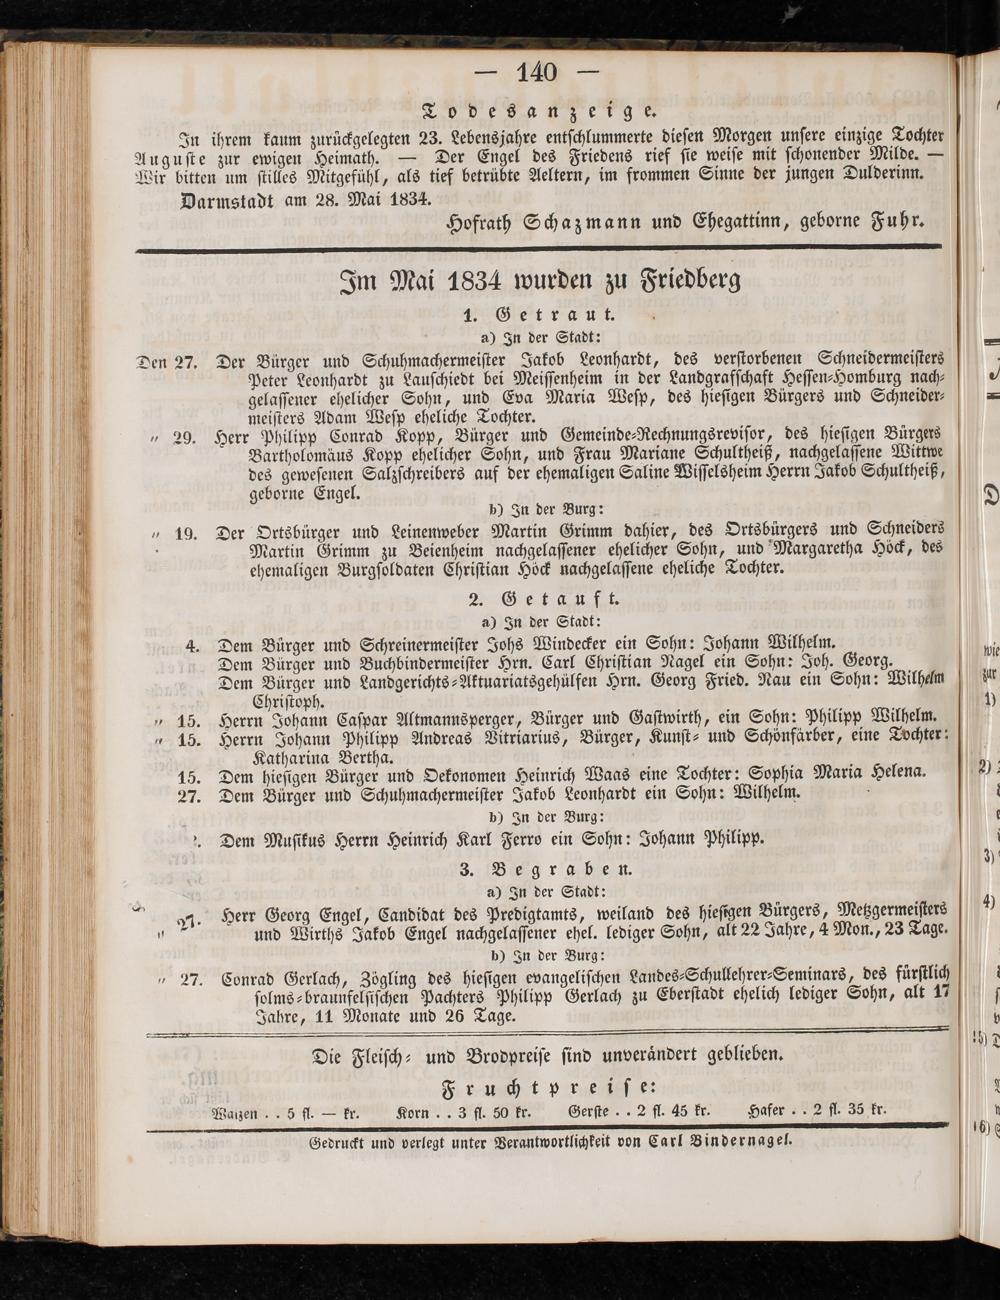 — 140 —
Todesanzeige.
In ihrem kaum zurückgelegten 23. Lebensjahre entschlummerte diesen Morgen unsere einzige Tochter
Auguste zur ewigen Heimath. — Der Engel des Friedens rief sie weise mit schonender Milde. —
Wir bitten um stilles Mitgefühl, als tief betrübte Aeltern, im frommen Sinne der jungen Dulderinn.
Darmstadt am 28. Mai 1834.
Hofrath Schazmann und Ehegattinn, geborne Fuhr.
Im Mai 1834 wurden zu Friedberg
1. Getraut.
a) In der Stadt:
Den 27. Der Bürger und Schuhmachermeister Jakob Leonhardt, des verstorbenen Schneidermeisters
Peter Leonhardt zu Lauschiedt bei Meissenheim in der Landgrafschaft Hessen-Homburg nach-
gelassener ehelicher Sohn, und Eva Maria Wesp, des hiesigen Bürgers und Schneider-
meisters Adam Wesp eheliche Tochter.
„ 29. Herr Philipp Conrad Kopp, Bürger und Gemeinde-Rechnungsrevisor, des hiesigen Bürgers
Bartholomäus Kopp ehelicher Sohn, und Frau Mariane Schultheiß, nachgelassene Wittwe
des gewesenen Salzschreibers auf der ehemaligen Saline Wisselsheim Herrn Jakob Schultheiß,
geborne Engel.
b) In der Burg:
„ 19. Der Ortsbürger und Leinenweber Martin Grimm dahier, des Ortsbürgers und Schneiders
Martin Grimm zu Beienheim nachgelassener ehelicher Sohn, und Margaretha Höck, des
ehemaligen Burgsoldaten Christian Höck nachgelassene eheliche Tochter.
2. Getauft.
a) In der Stadt:
4. Dem Bürger und Schreinermeister Johs Windecker ein Sohn: Johann Wilhelm.
Dem Bürger und Buchbindermeister Hrn. Carl Christian Nagel ein Sohn: Joh. Georg.
Dem Bürger und Landgerichts-Aktuariatsgehülfen Hrn. Georg Fried. Rau ein Sohn: Wilhelm
Christoph.
„ 15. Herrn Johann Caspar Altmannsperger, Bürger und Gastwirth, ein Sohn: Philipp Wilhelm.
„ 15. Herrn Johann Philipp Andreas Vitriarius, Bürger, Kunst- und Schönfärber, eine Tochter:
Katharina Bertha.
15. Dem hiesigen Bürger und Oekonomen Heinrich Waas eine Tochter: Sophia Maria Helena.
27. Dem Bürger und Schuhmachermeister Jakob Leonhardt ein Sohn: Wilhelm.
b) In der Burg:
Dem Musikus Herrn Heinrich Karl Ferro ein Sohn: Johann Philipp.
3. Begraben.
a) In der Stadt:
„ 27. Herr Georg Engel, Candidat des Predigtamts, weiland des hiesigen Bürgers, Metzgermeisters
und Wirths Jakob Engel nachgelassener ehel. lediger Sohn, alt 22 Jahre, 4 Mon., 23 Tage.
b) In der Burg:
„ 27. Conrad Gerlach, Zögling des hiesigen evangelischen Landes-Schullehrer-Seminars, des fürstlich
solms-braunfelsischen Pachters Philipp Gerlach zu Eberstadt ehelich lediger Sohn, alt 17
Jahre, 11 Monate und 26 Tage.
Die Fleisch- und Brodpreise sind unverändert geblieben.
Fruchtpreise:
Waizen . . 5 fl. — kr. Korn . . 3 fl. 50 kr. Gerste . . 2 fl. 45 kr. Hafer . . 2 fl. 35 kr.
Gedruckt und verlegt unter Verantwortlichkeit von Carl Bindernagel.